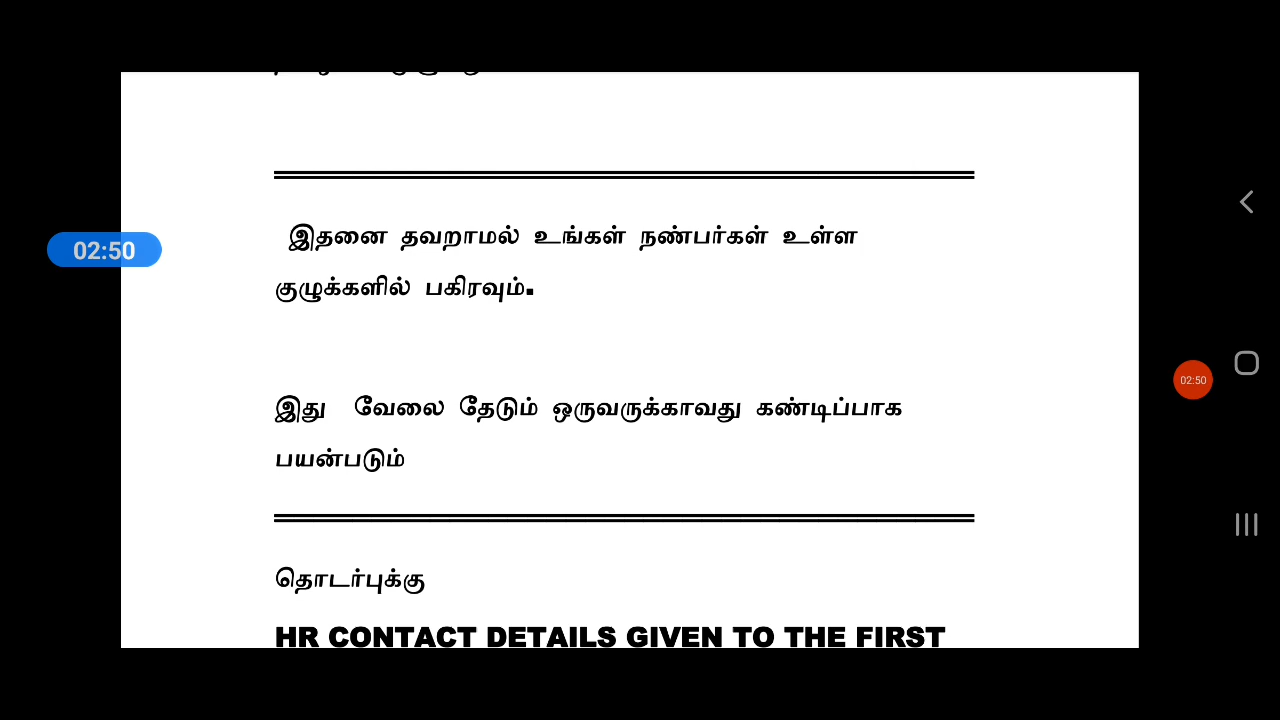 இதனை தவறாமல் உங்கள் நண்பர்கள் உள்ள
02:50
குழுக்களில் பகிரவும்.
02:50
இது வேலை தேடும் ஒருவருக்காவது கண்டிப்பாக
பயன்படும்
தொடர்புக்கு
HR CONTACT DETAILS GIVEN TO THE FIRST